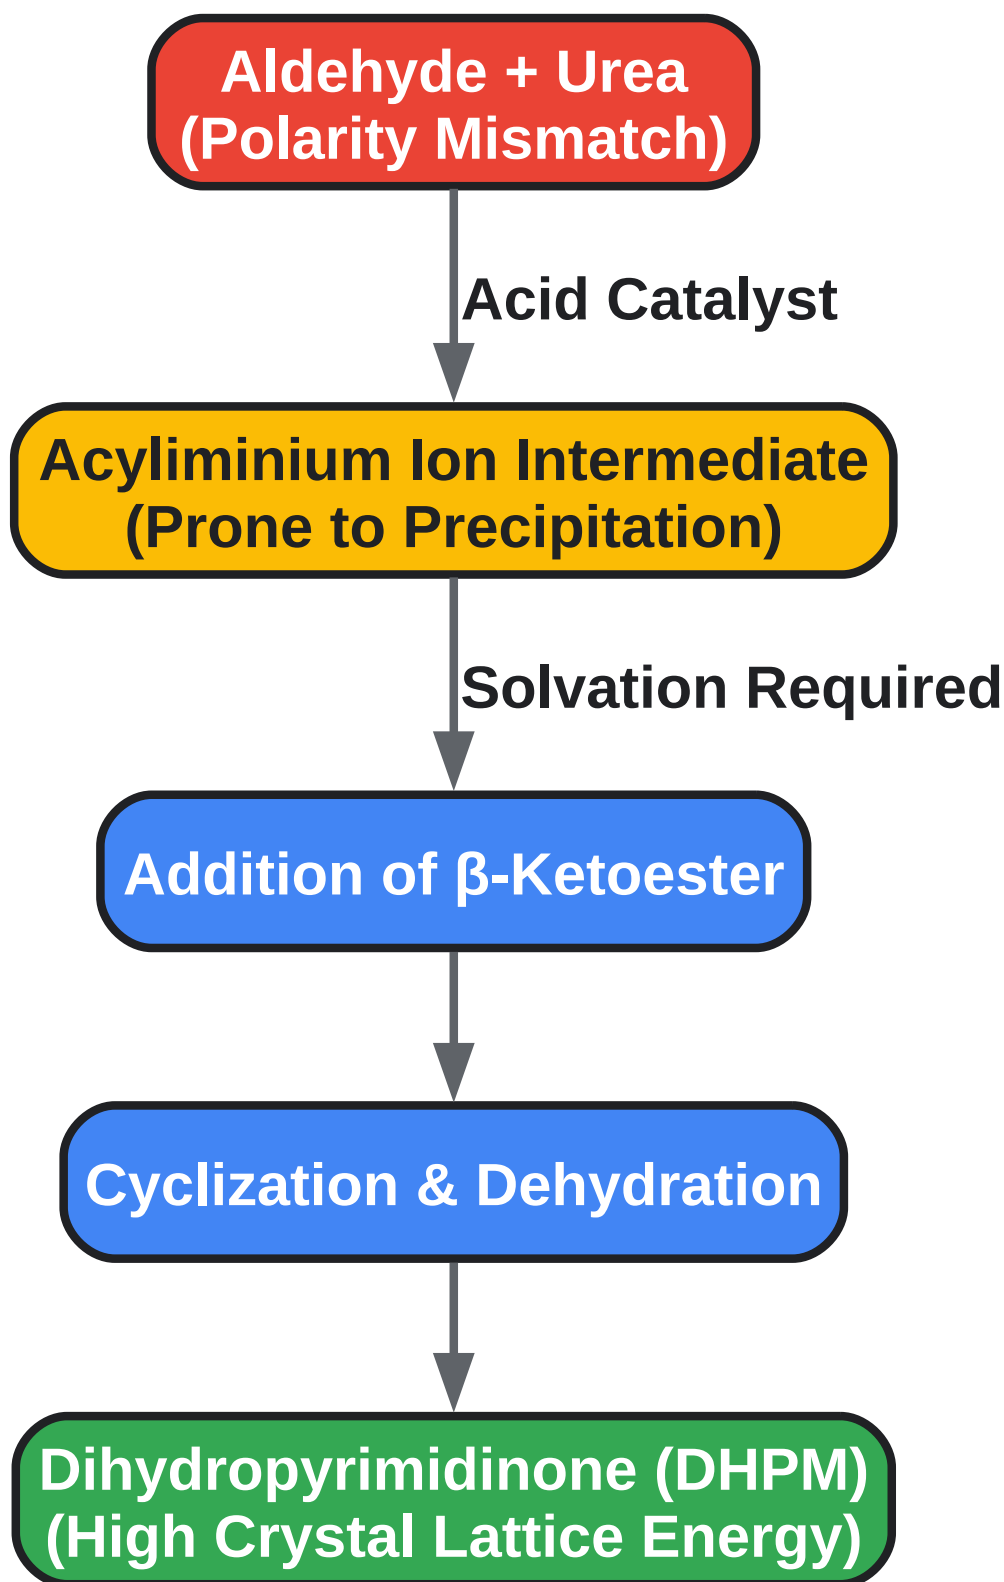 Aldehyde + Urea
(Polarity Mismatch)
Acid Catalyst
Acyliminium Ion Intermediate
(Prone to Precipitation)
Solvation Required
Addition of β-Ketoester
Cyclization & Dehydration
Dihydropyrimidinone (DHPM)
(High Crystal Lattice Energy)